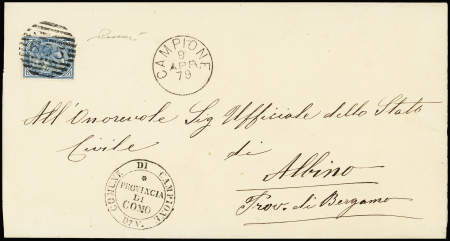 CAMPIONE
9
APR
79
All'Onorevole Sig Ufficiale dello Stato
Civile
di
Albino
Prov. di Bergamo
COMUNE DI CAMPIONE
PROVINCIA
DI
COMO